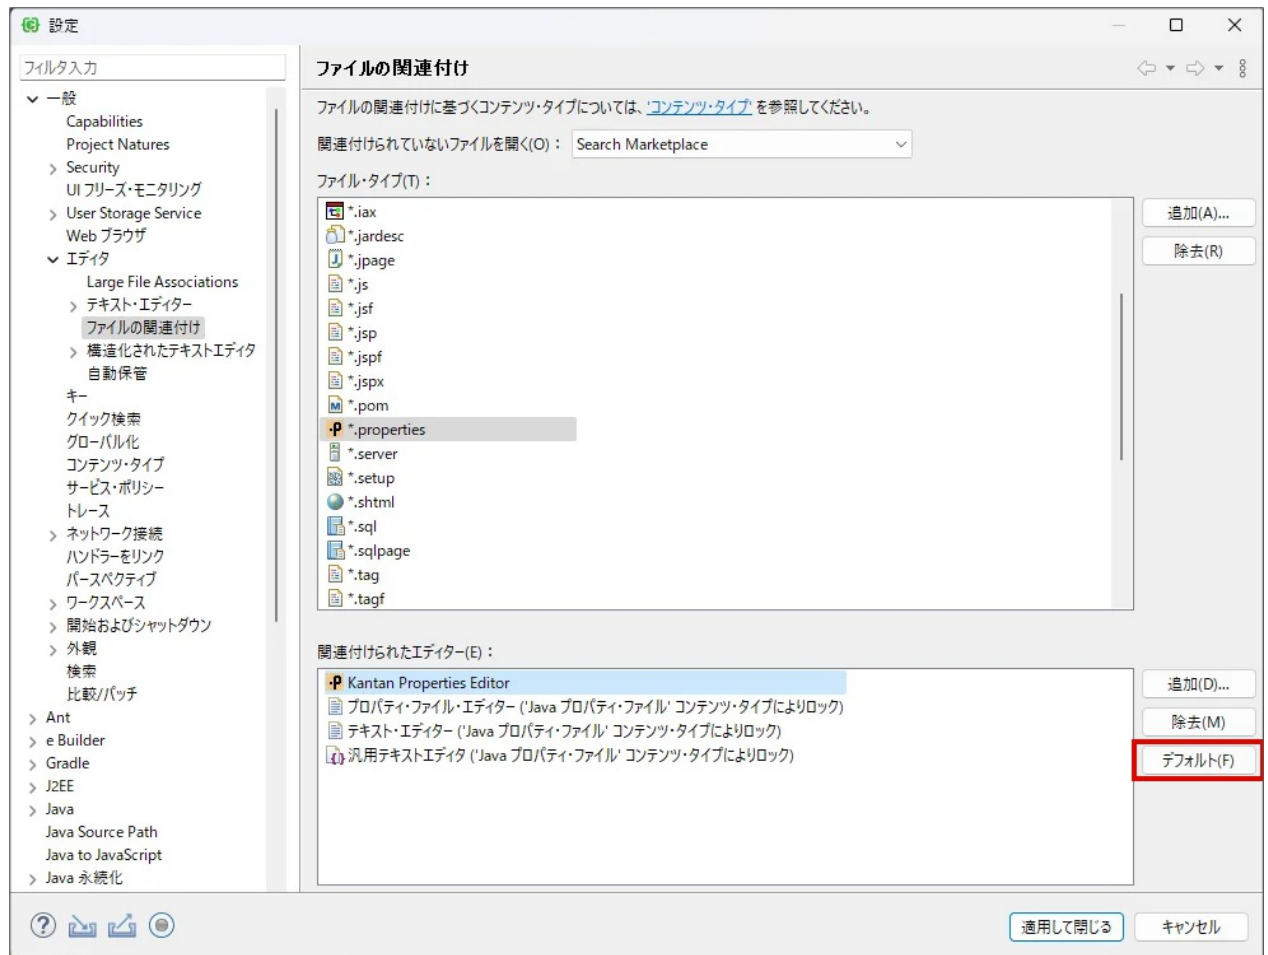 設定
フィルタ入力
一般
Capabilities
Project Natures
Security
UI フリーズ・モニタリング
User Storage Service
Web ブラウザ
エディタ
Large File Associations
テキスト・エディター
ファイルの関連付け
構造化されたテキストエディタ
自動保管
キー
クイック検索
グローバル化
コンテンツ・タイプ
サービス・ポリシー
トレース
ネットワーク接続
ハンドラーをリンク
パースペクティブ
ワークスペース
開始およびシャットダウン
外観
検索
比較/パッチ
Ant
e Builder
Gradle
J2EE
Java
Java Source Path
Java to JavaScript
Java 永続化
ファイルの関連付け
ファイルの関連付けに基づくコンテンツ・タイプについては、'コンテンツ・タイプ' を参照してください。
関連付けられていないファイルを開く(O)： Search Marketplace
ファイル・タイプ(T)：
*.iax
*.jardesc
*.jpage
*.js
*.jsf
*.jsp
*.jspf
*.jspx
*.pom
*.properties
*.server
*.setup
*.shtml
*.sql
*.sqlpage
*.tag
*.tagf
追加(A)...
除去(R)
関連付けられたエディター(E)：
Kantan Properties Editor
プロパティ・ファイル・エディター ('Java プロパティ・ファイル' コンテンツ・タイプによりロック)
テキスト・エディター ('Java プロパティ・ファイル' コンテンツ・タイプによりロック)
汎用テキストエディタ ('Java プロパティ・ファイル' コンテンツ・タイプによりロック)
追加(D)...
除去(M)
デフォルト(F)
適用して閉じる
キャンセル